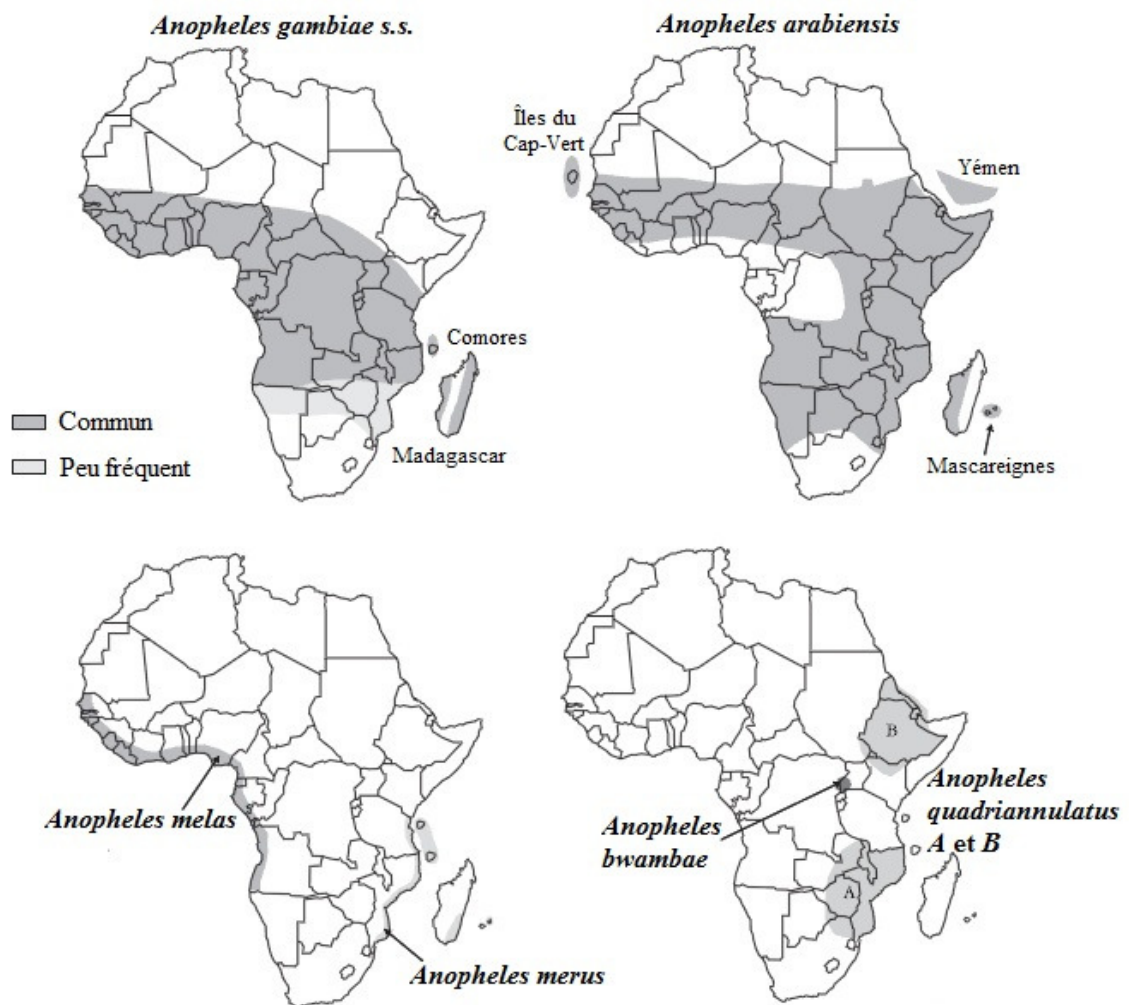 Anopheles gambiae s.s.
Anopheles arabiensis
Îles du
Cap-Vert
Yémen
Comores
Commun
Peu fréquent
Madagascar
Mascareignes
Anopheles melas
Anopheles merus
B
Anopheles
quadriannulatus
A et B
Anopheles
bwambae
A